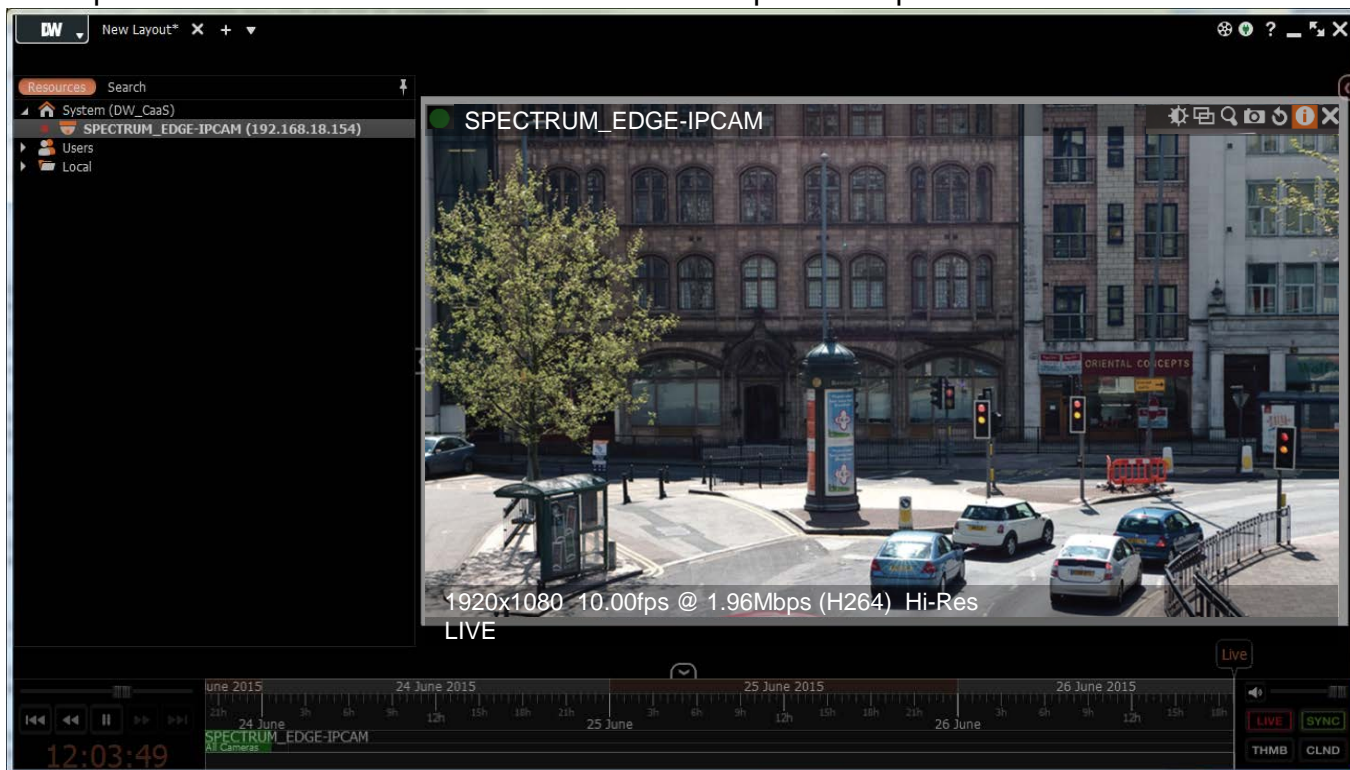 DW New Layout* ?
Resources Search
System (DW_CaaS)
SPECTRUM_EDGE-IPCAM (192.168.18.154)
Users
Local
SPECTRUM_EDGE-IPCAM
ORIENTAL CONCEPTS
1920x1080 10.00fps @ 1.96Mbps (H264) Hi-Res
LIVE
Live
une 2015 24 June 2015 25 June 2015 26 June 2015
21h 3h 6h 9h 12h 15h 18h 21h 3h 6h 9h 12h 15h 18h 21h 3h 6h 9h 12h 15h 18h
24 June 25 June 26 June
SPECTRUM_EDGE-IPCAM
All Cameras
12:03:49
LIVE SYNC
THMB CLND